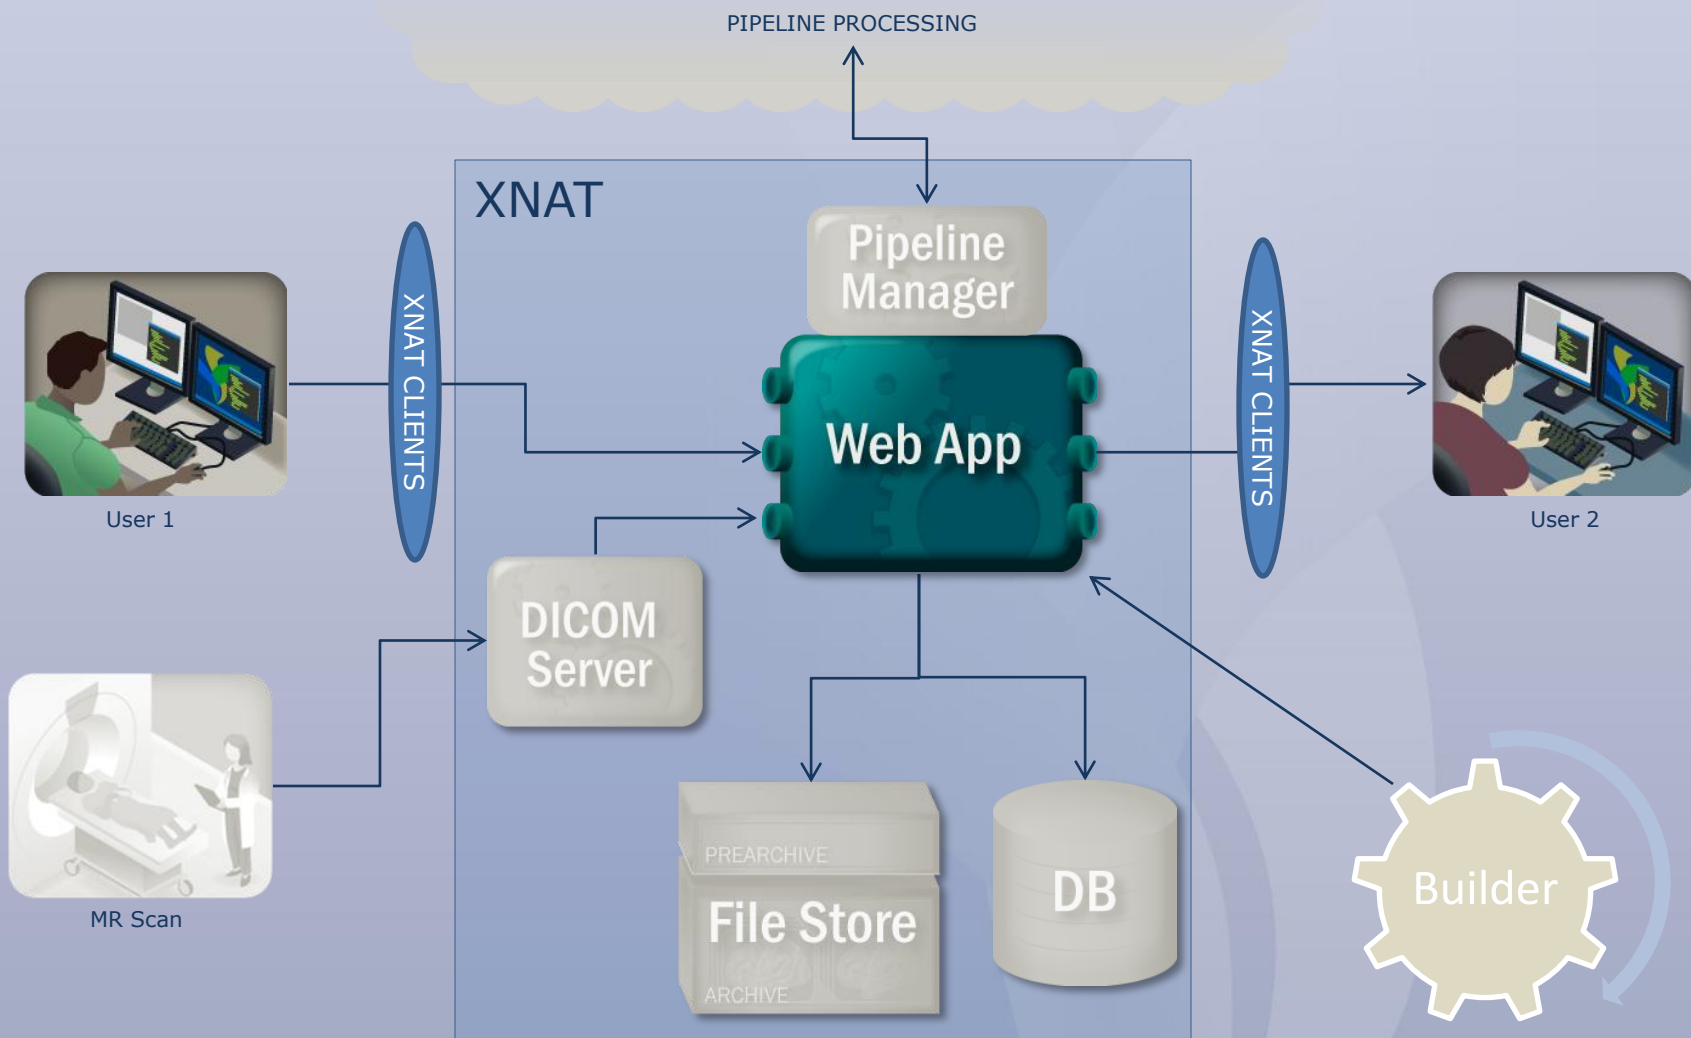 PIPELINE PROCESSING
XNAT
Pipeline
Manager
XNAT CLIENTS
Web App
XNAT CLIENTS
User 1
User 2
DICOM
Server
MR Scan
PREARCHIVE
File Store
ARCHIVE
DB
Builder